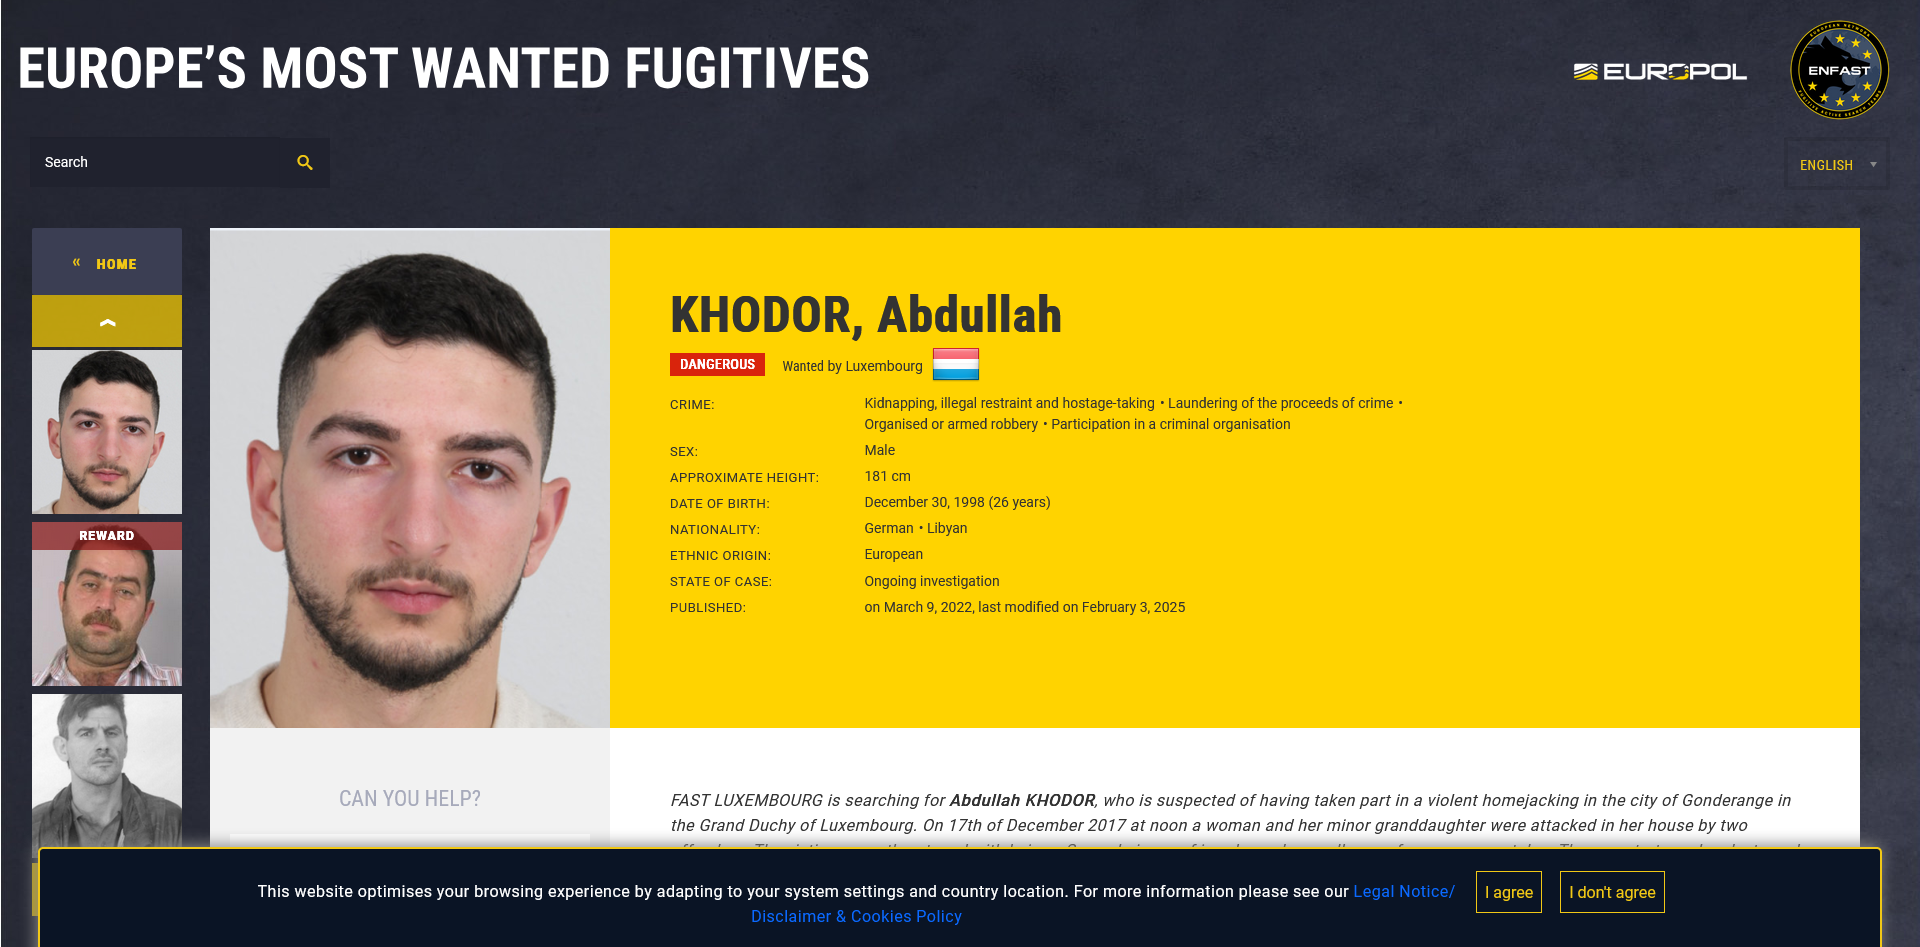 EUROPE’S MOST WANTED FUGITIVES
EUROPOL
ENFAST
Search
ENGLISH
« HOME
REWARD
KHODOR, Abdullah
DANGEROUS Wanted by Luxembourg
CRIME: Kidnapping, illegal restraint and hostage-taking • Laundering of the proceeds of crime •
Organised or armed robbery • Participation in a criminal organisation
SEX: Male
APPROXIMATE HEIGHT: 181 cm
DATE OF BIRTH: December 30, 1998 (26 years)
NATIONALITY: German • Libyan
ETHNIC ORIGIN: European
STATE OF CASE: Ongoing investigation
PUBLISHED: on March 9, 2022, last modified on February 3, 2025
CAN YOU HELP?
FAST LUXEMBOURG is searching for Abdullah KHODOR, who is suspected of having taken part in a violent homejacking in the city of Gonderange in
the Grand Duchy of Luxembourg. On 17th of December 2017 at noon a woman and her minor granddaughter were attacked in her house by two
This website optimises your browsing experience by adapting to your system settings and country location. For more information please see our Legal Notice/
Disclaimer & Cookies Policy
I agree
I don't agree